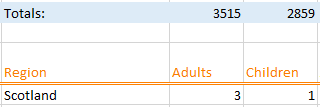 Totals: 3515 2859
Region Adults Children
Scotland 3 1